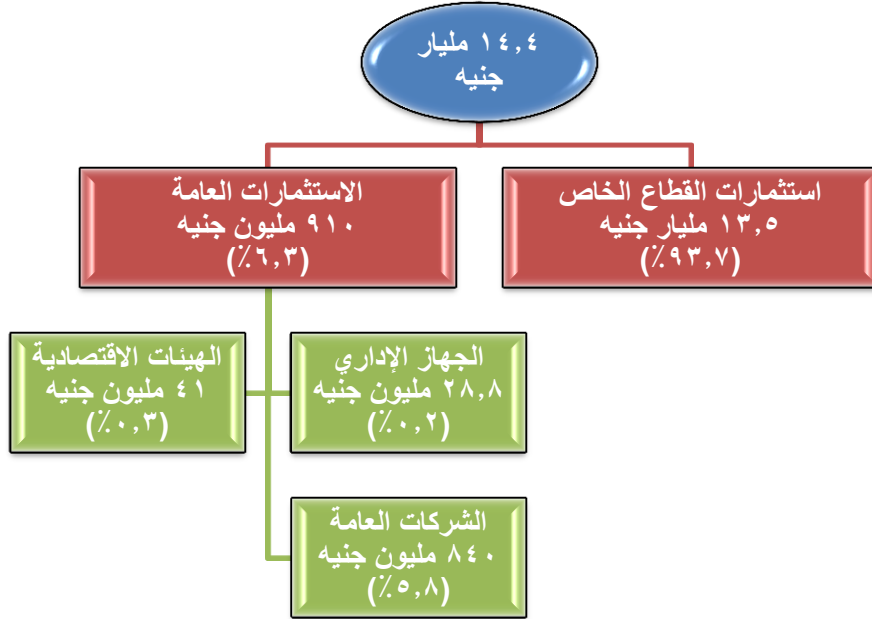 ١٤,٤ مليار
جنيه
استثمارات القطاع الخاص
١٣,٥ مليار جنيه
(٩٣,٧٪)
الاستثمارات العامة
٩١٠ مليون جنيه
(٦,٣٪)
الجهاز الإداري
٢٨,٨ مليون جنيه
(٠,٢٪)
الهيئات الاقتصادية
٤١ مليون جنيه
(٠,٣٪)
الشركات العامة
٨٤٠ مليون جنيه
(٥,٨٪)